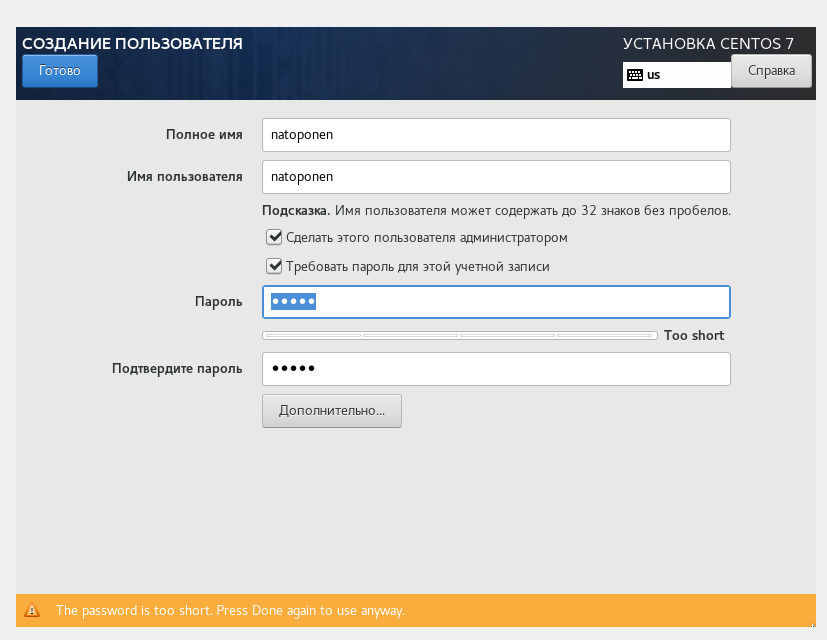 СОЗДАНИЕ ПОЛЬЗОВАТЕЛЯ
УСТАНОВКА CENTOS 7
Готово
us
Справка
Полное имя
natoponen
Имя пользователя
natoponen
Подсказка. Имя пользователя может содержать до 32 знаков без пробелов.
Сделать этого пользователя администратором
Требовать пароль для этой учетной записи
Пароль
●●●●●
Too short
Подтвердите пароль
●●●●●
Дополнительно...
The password is too short. Press Done again to use anyway.